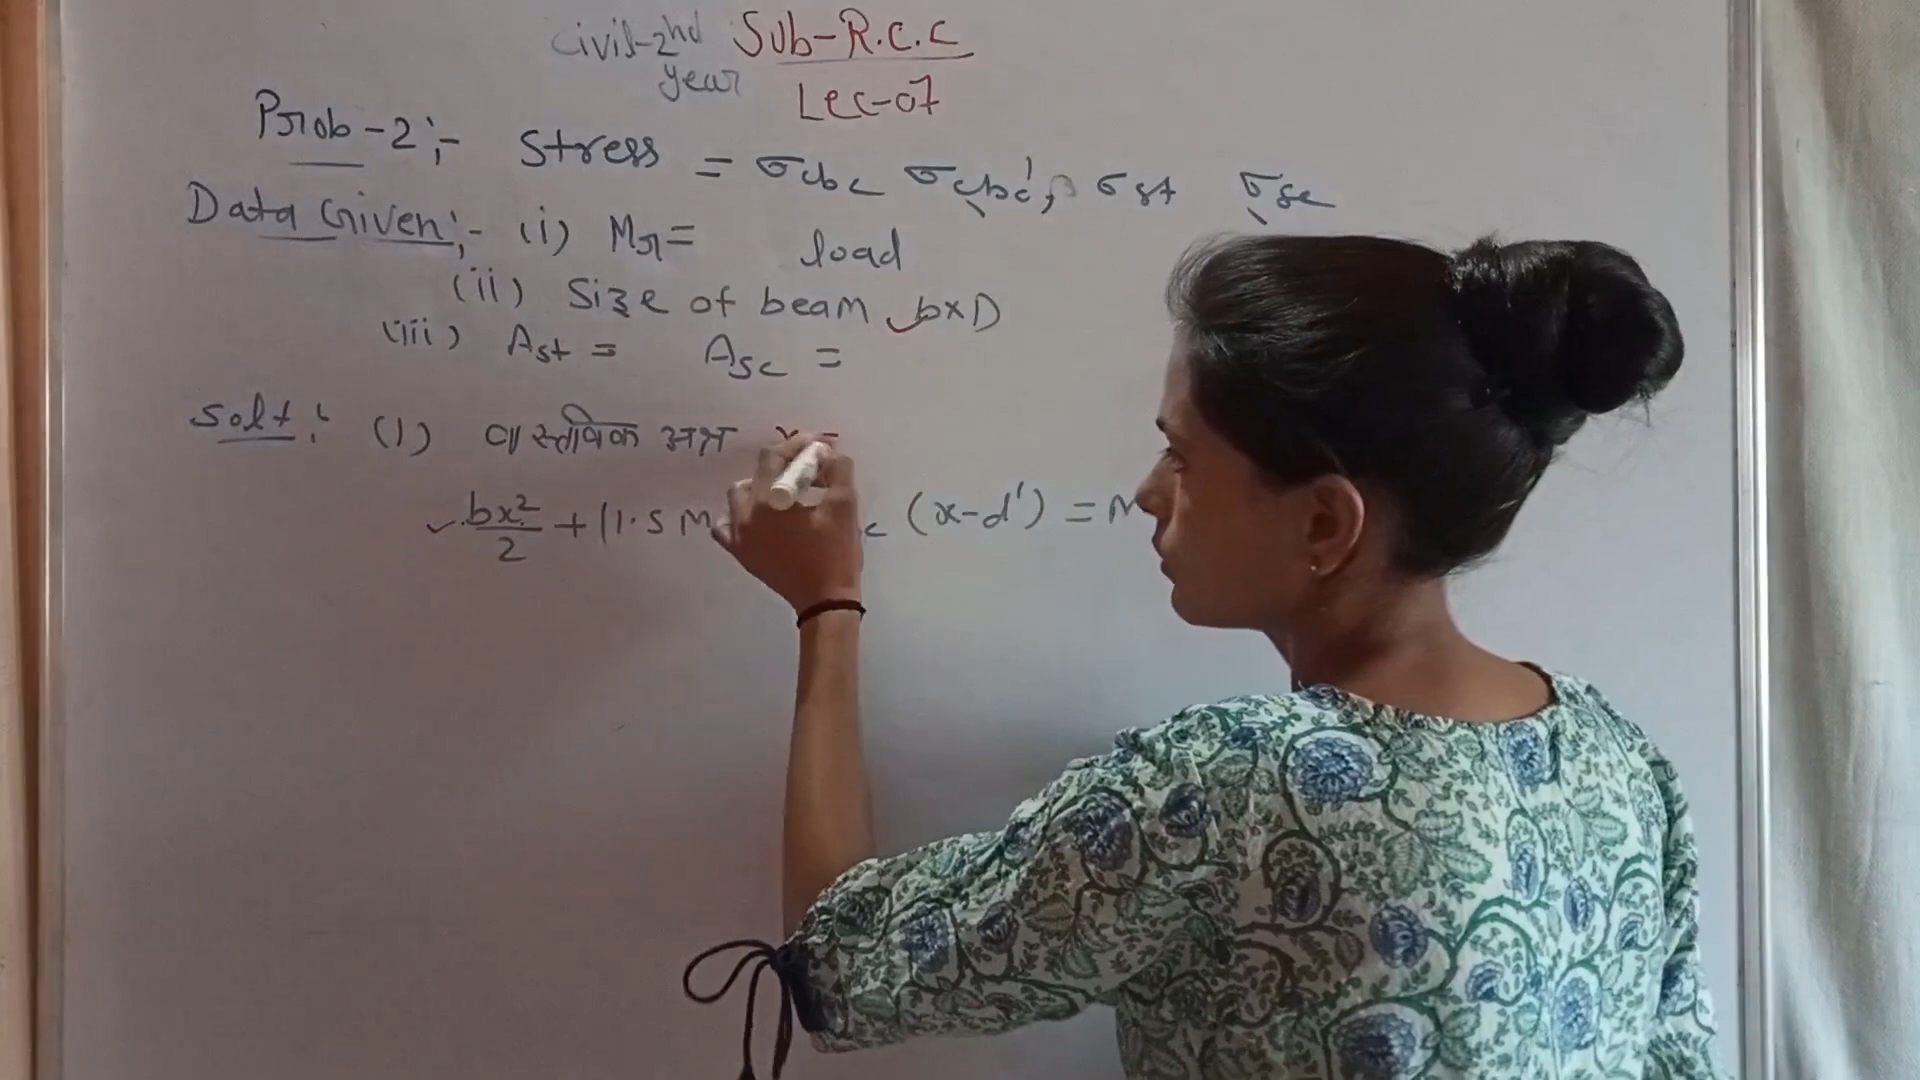 Civil-2nd year Sub-R.C.C
Lec-07
Prob-2:- Stress = σcbc σcbc', σst σsc
Data Given:- (i) Mr= load
(ii) Size of beam b×D
(iii) Ast = Asc =
Solt: (1) वास्तविक अक्ष x =
bx²/2 + (1.5 M c (x-d') = M